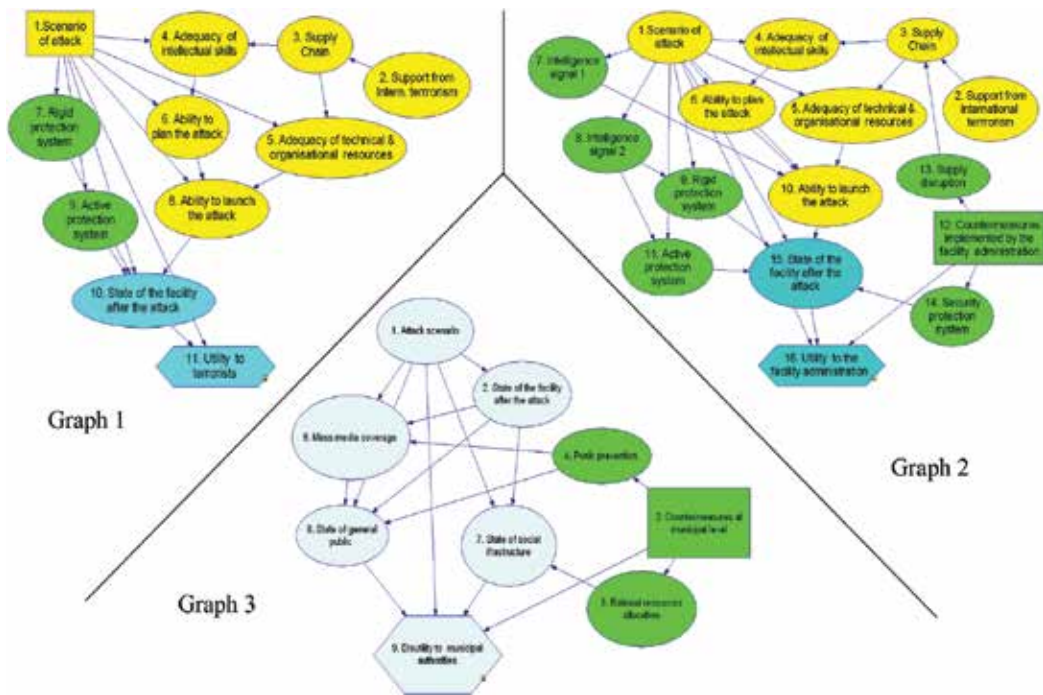 1.Scenario
of attack
4. Adequacy of
intellectual skills
3. Supply
Chain
2. Support from
Intern. terrrorism
7. Rigid
protection
system
6. Ability to
plan the attack
5. Adequacy of technical &
organisational resources
9. Active
protection
system
8. Ability to launch
the attack
10. State of the facility
after the attack
11. Utility to
terrorists
Graph 1
1.Scenario of
attack
4. Adequacy of
intellectual skills
3. Supply
Chain
7. Intelligence
signal 1
2. Support from
International
terrorism
6. Ability to plan
the attack
5. Adequacy of technical &
organisational resources
8. Intelligence
signal 2
9. Rigid
protection
system
10. Ability to
launch the attack
13. Supply
disruption
12. Countermeasures
implemented by the
facility administration
11. Active
protection
system
15. State of the
facility after the
attack
14. Security
protection
system
16. Utility to the
facility administration
Graph 2
1. Attack scenario
2. State of the facility
after the attack
Mass media coverage
4. Panic prevention
State of general
public
7. State of social
Countermeasures at
municipal level
resources
allocation
9. Disutility to municipal
authorities
Graph 3